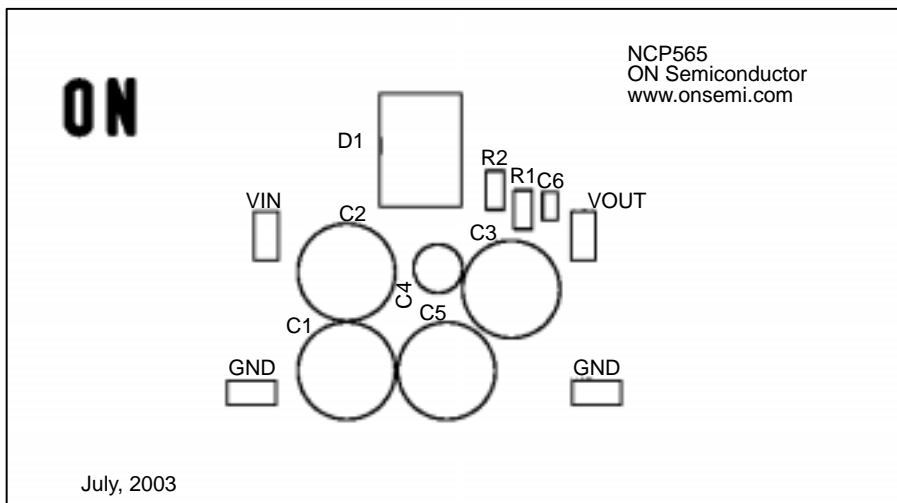 NCP565
ON Semiconductor
www.onsemi.com
ON
D1
R2
R1
C6
VIN
VOUT
C2
C3
C4
C1
C5
GND
GND
July, 2003